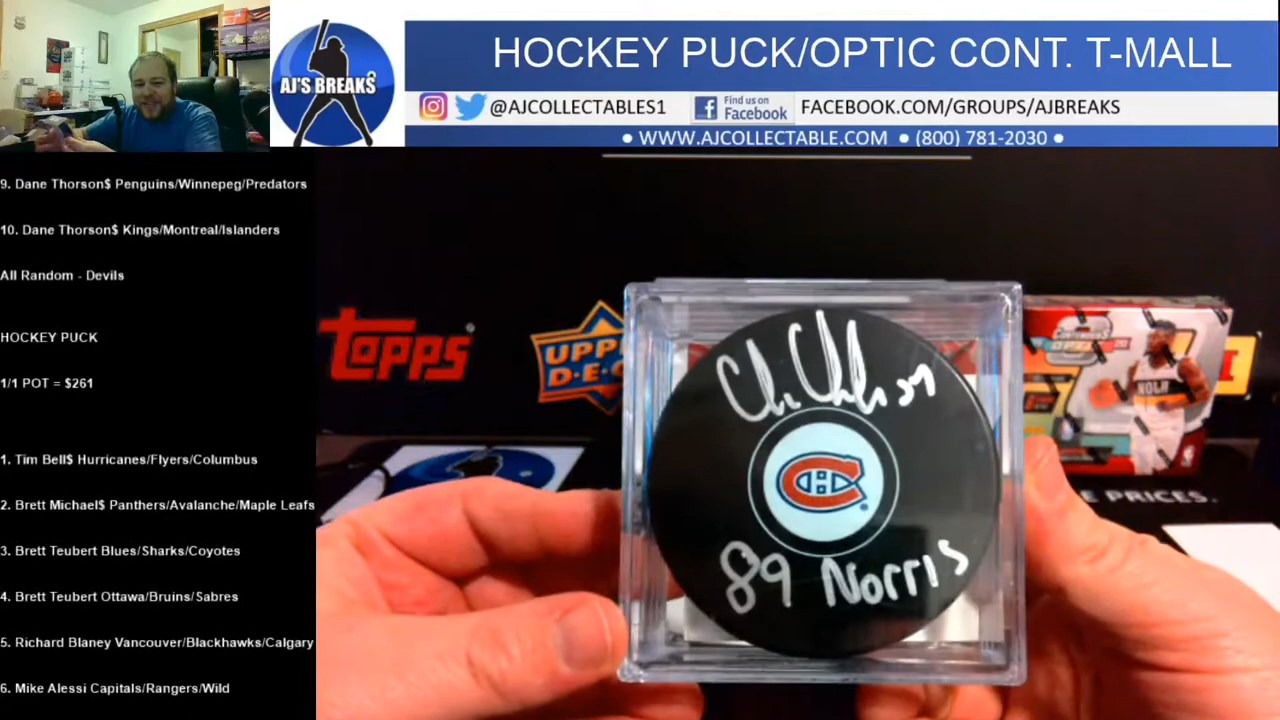 AJ'S BREAKS
HOCKEY PUCK/OPTIC CONT. T-MALL
@AJCOLLECTABLES1
Find us on
Facebook
FACEBOOK.COM/GROUPS/AJBREAKS
● WWW.AJCOLLECTABLE.COM ● (800) 781-2030 ●
9. Dane Thorson$ Penguins/Winnepeg/Predators
10. Dane Thorson$ Kings/Montreal/Islanders
All Random - Devils
HOCKEY PUCK
1/1 POT = $261
1. Tim Bell$ Hurricanes/Flyers/Columbus
2. Brett Michael$ Panthers/Avalanche/Maple Leafs
3. Brett Teubert Blues/Sharks/Coyotes
4. Brett Teubert Ottawa/Bruins/Sabres
5. Richard Blaney Vancouver/Blackhawks/Calgary
6. Mike Alessi Capitals/Rangers/Wild
topps
UPP
D·E·C
89 Norris
NOLA
PRICES.